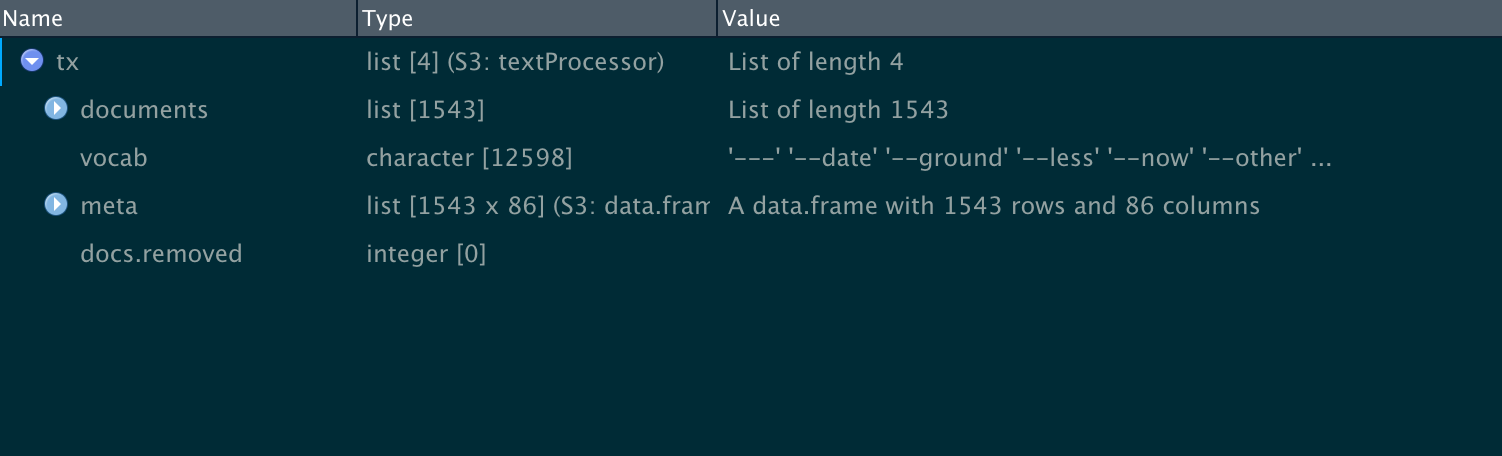 Name Type Value
tx list [4] (S3: textProcessor) List of length 4
documents list [1543] List of length 1543
vocab character [12598] '---' '--date' '--ground' '--less' '--now' '--other' ...
meta list [1543 x 86] (S3: data.fram A data.frame with 1543 rows and 86 columns
docs.removed integer [0]